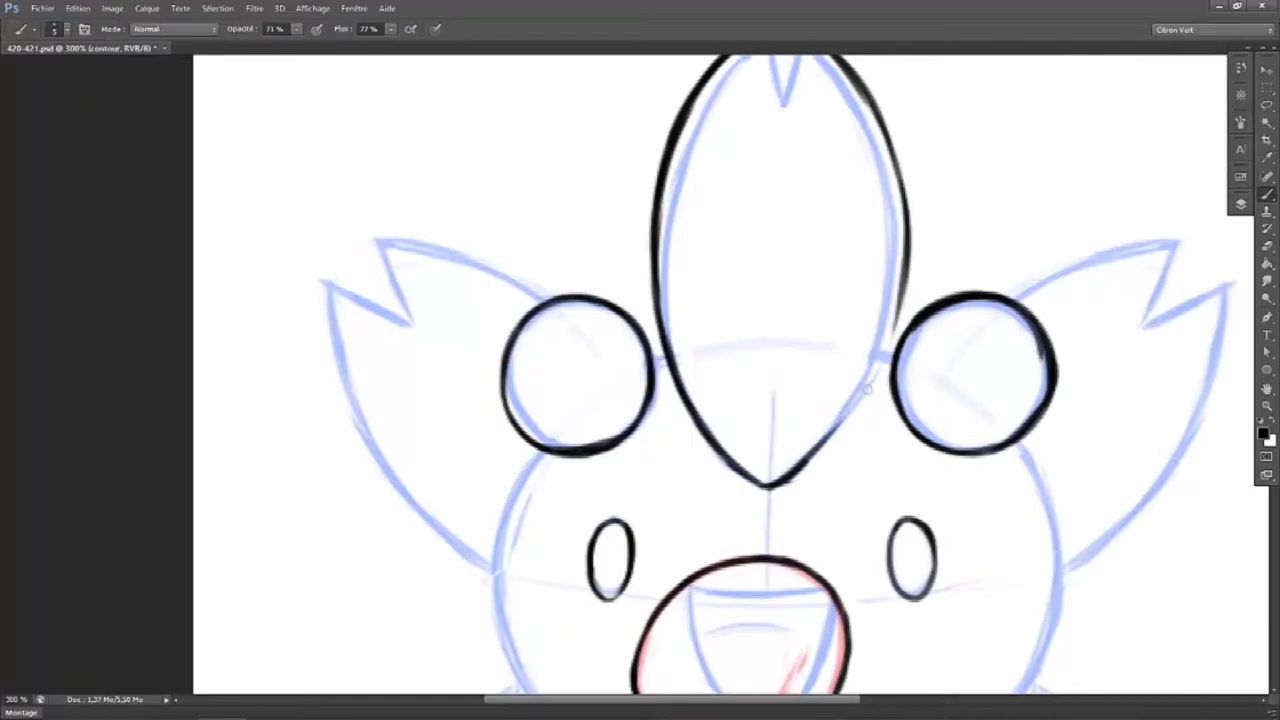 Ps Fichier Edition Image Calque Texte Sélection Filtre 3D Affichage Fenêtre Aide
5 Mode : Normal Opacité : 71 % Flux : 77 % Citron Vert
420-421.psd @ 300% (contour, RVB/8) * ×
300 % Doc : 1,37 Mo/5,50 Mo
Montage